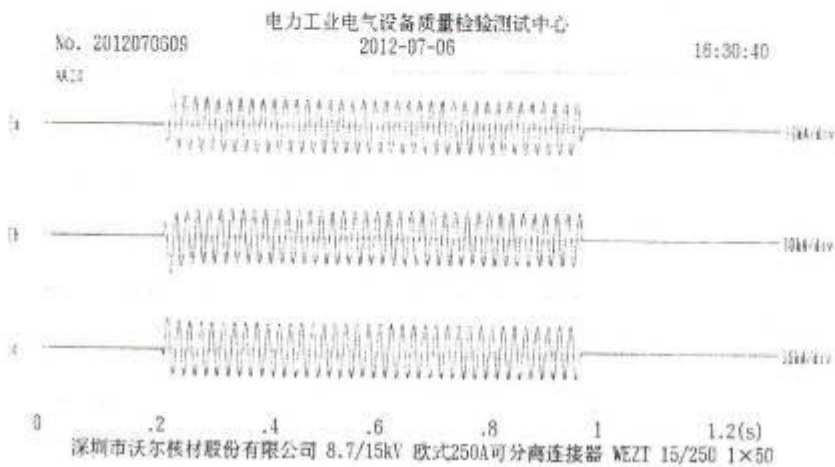 电力工业电气设备质量检验测试中心
No. 2012070609 2012-07-06 16:30:40
10kA/div
0 .2 .4 .6 .8 1 1.2(s)
深圳市沃尔核材股份有限公司 8.7/15kV 欧式250A可分离连接器 WEZT 15/250 1×50